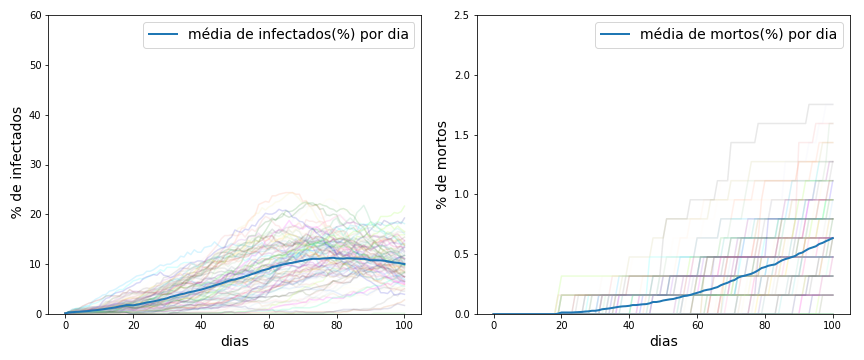 60
50
40
30
20
10
0
% de infectados
média de infectados(%) por dia
0 20 40 60 80 100
dias
2.5
2.0
1.5
1.0
0.5
0.0
% de mortos
média de mortos(%) por dia
0 20 40 60 80 100
dias